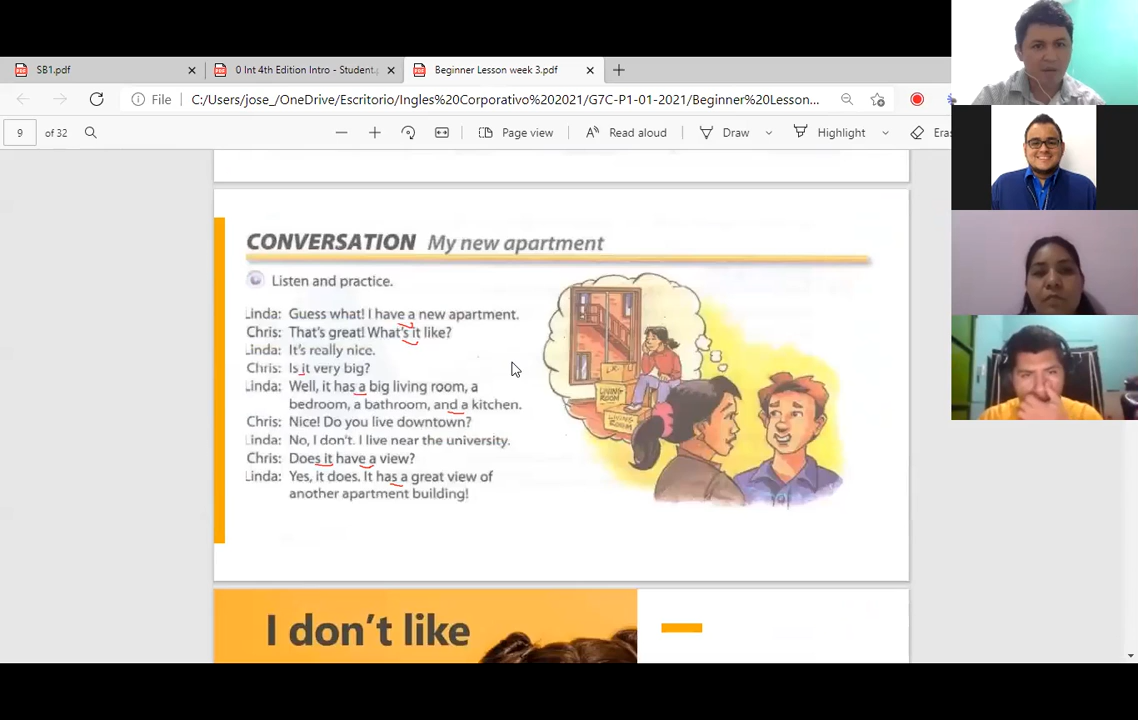 SB1.pdf
0 Int 4th Edition Intro - Student.
Beginner Lesson week 3.pdf
File
C:/Users/jose_/OneDrive/Escritorio/Ingles%20Corporativo%202021/G7C-P1-01-2021/Beginner%20Lesson...
9 of 32
Page view
Read aloud
Draw
Highlight
Eras
CONVERSATION My new apartment
Listen and practice.
Linda: Guess what! I have a new apartment.
Chris: That's great! What's it like?
Linda: It's really nice.
Chris: Is it very big?
Linda: Well, it has a big living room, a
bedroom, a bathroom, and a kitchen.
Chris: Nice! Do you live downtown?
Linda: No, I don't. I live near the university.
Chris: Does it have a view?
Linda: Yes, it does. It has a great view of
another apartment building!
LIVING
ROOM
LIVING
ROOM
I don't like